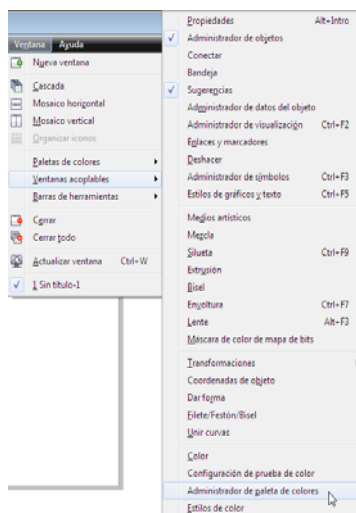 Ventana Ayuda
Nueva ventana
Cascada
Mosaico horizontal
Mosaico vertical
Organizar iconos
Paletas de colores
Ventanas acoplables
Barras de herramientas
Cerrar
Cerrar todo
Actualizar ventana Ctrl+W
1 Sin título-1
Propiedades Alt+Intro
Administrador de objetos
Conectar
Bandeja
Sugerencias
Administrador de datos del objeto
Administrador de visualización Ctrl+F2
Enlaces y marcadores
Deshacer
Administrador de símbolos Ctrl+F3
Estilos de gráficos y texto Ctrl+F5
Medios artísticos
Mezcla
Silueta Ctrl+F9
Extrusión
Bisel
Envoltura Ctrl+F7
Lente Alt+F3
Máscara de color de mapa de bits
Transformaciones
Coordenadas de objeto
Dar forma
Filete/Festón/Bisel
Unir curvas
Color
Configuración de prueba de color
Administrador de paleta de colores
Estilos de color